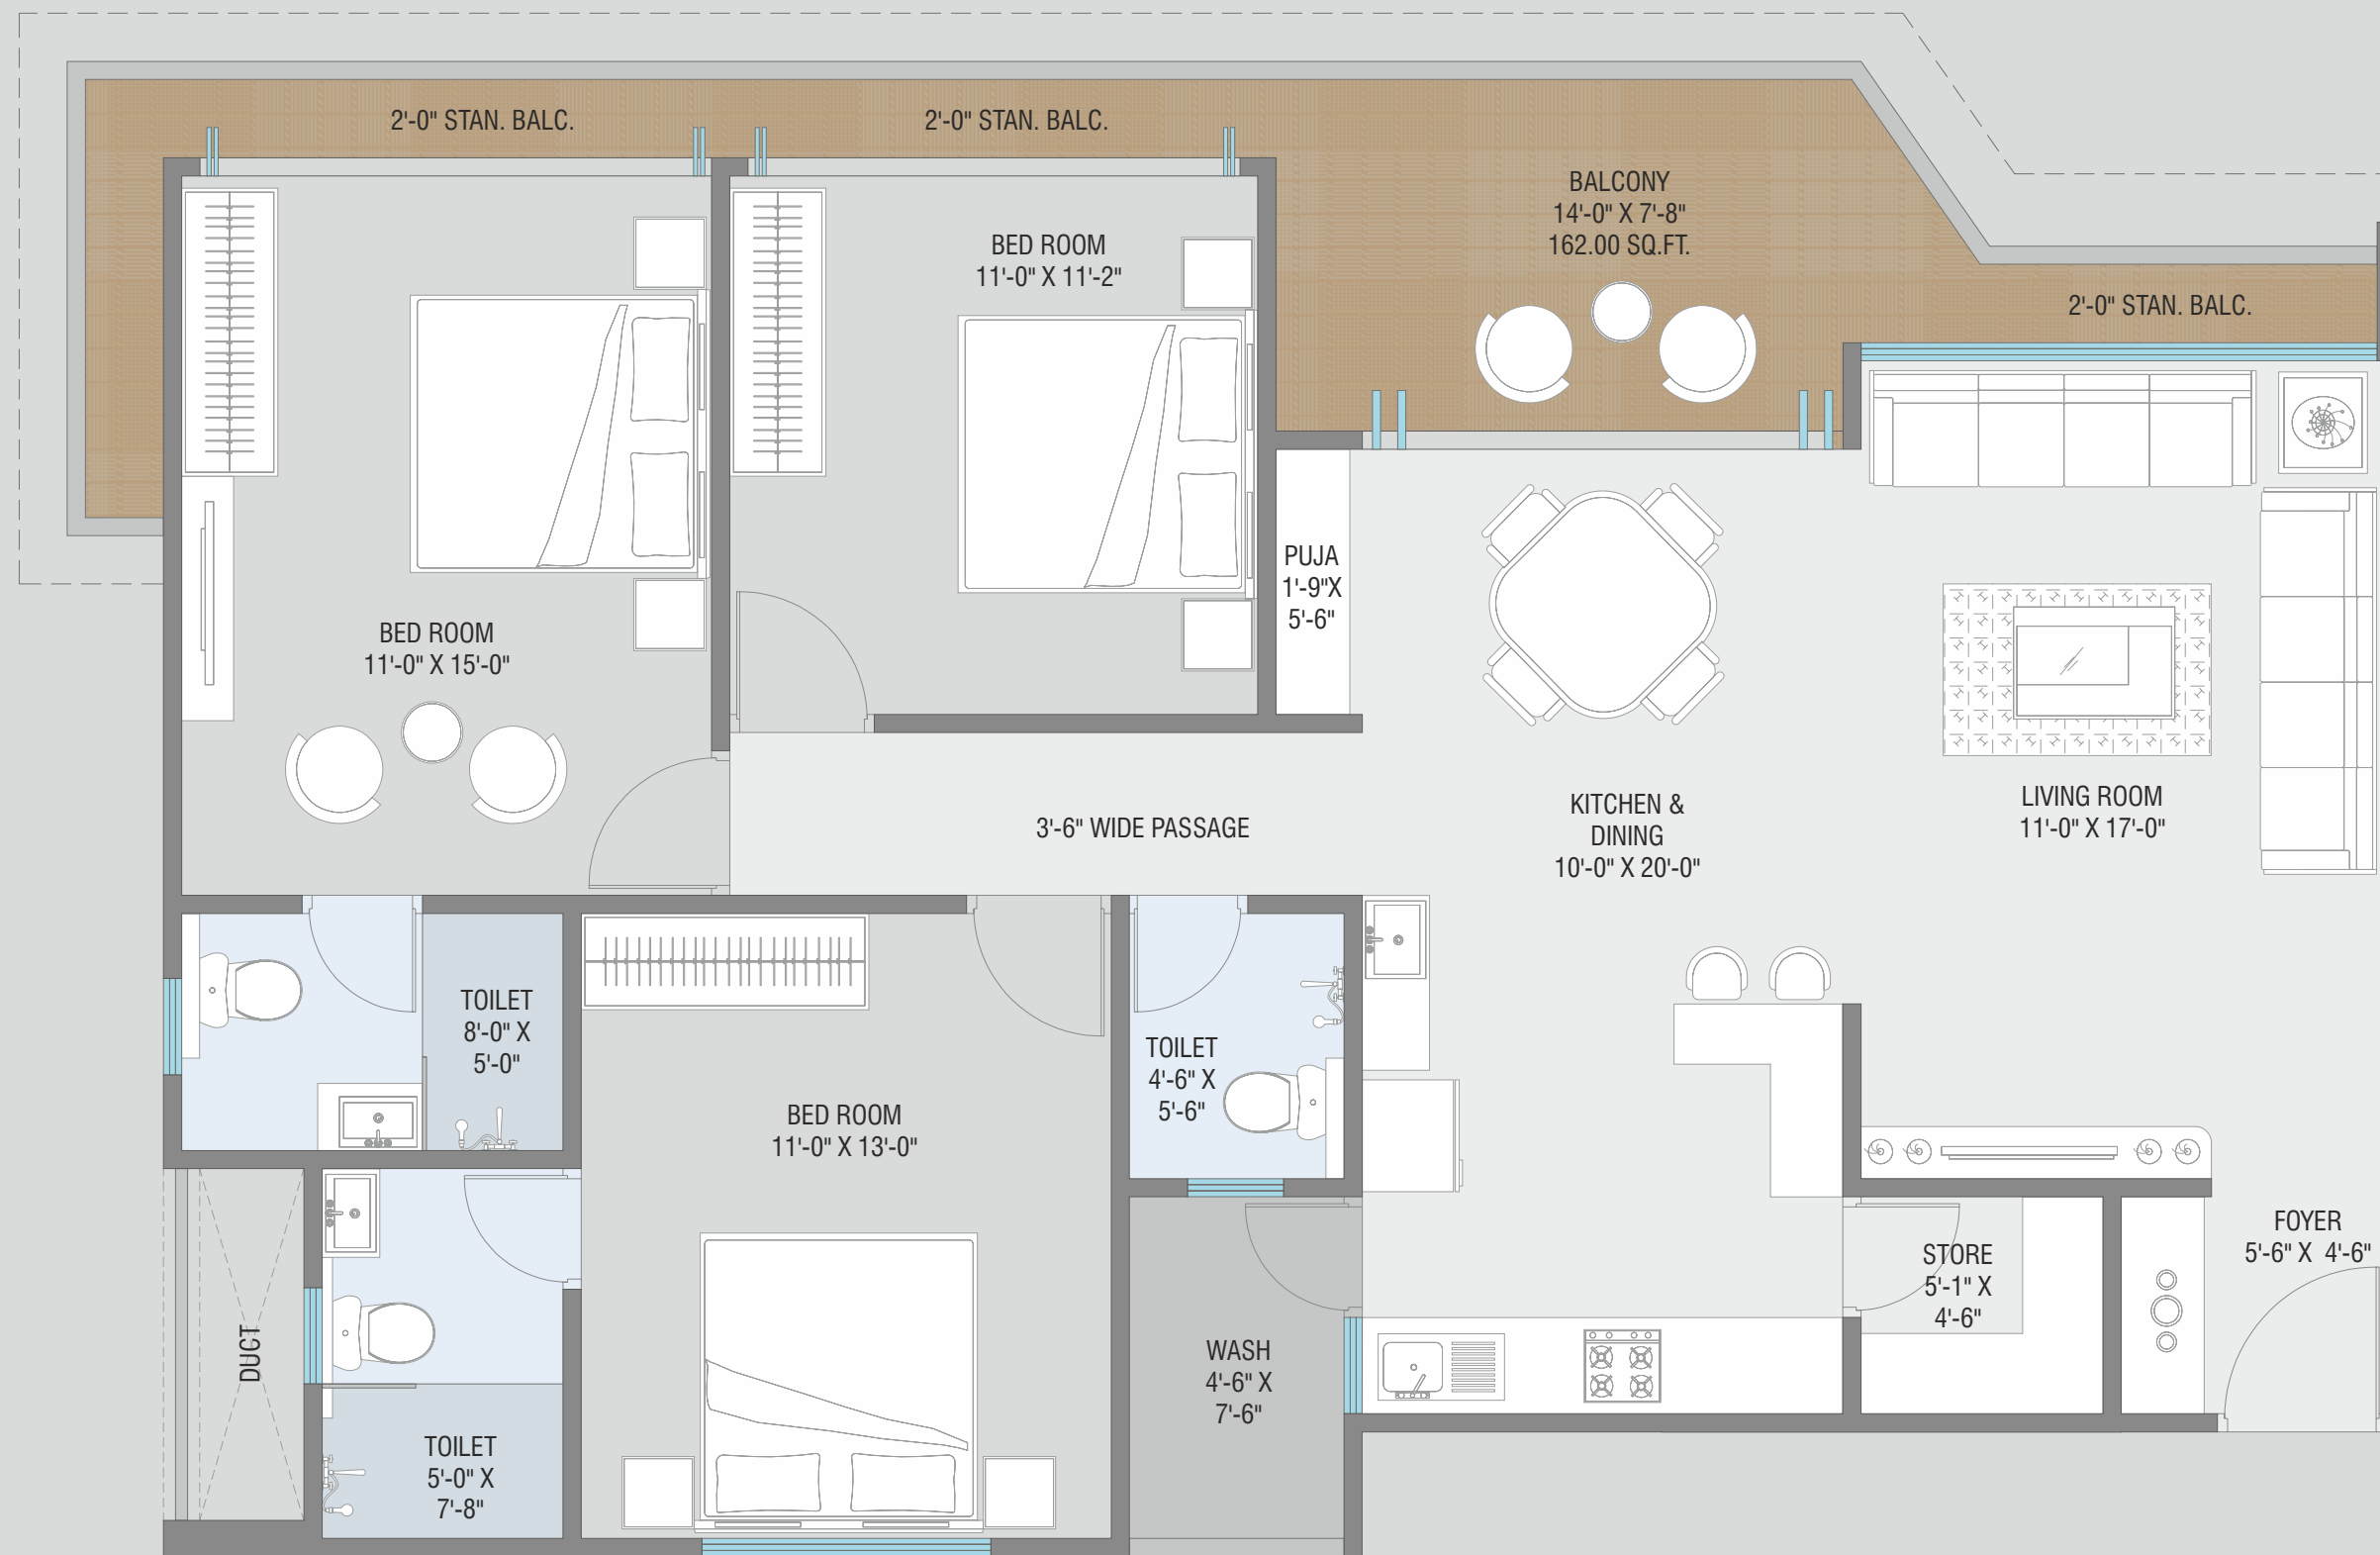 2'-0" STAN. BALC.
2'-0" STAN. BALC.
BALCONY
14'-0" X 7'-8"
162.00 SQ.FT.
2'-0" STAN. BALC.
BED ROOM
11'-0" X 11'-2"
BED ROOM
11'-0" X 15'-0"
PUJA
1'-9"X
5'-6"
3'-6" WIDE PASSAGE
KITCHEN &
DINING
10'-0" X 20'-0"
LIVING ROOM
11'-0" X 17'-0"
TOILET
8'-0" X
5'-0"
BED ROOM
11'-0" X 13'-0"
TOILET
4'-6" X
5'-6"
DUCT
TOILET
5'-0" X
7'-8"
WASH
4'-6" X
7'-6"
STORE
5'-1" X
4'-6"
FOYER
5'-6" X  4'-6"